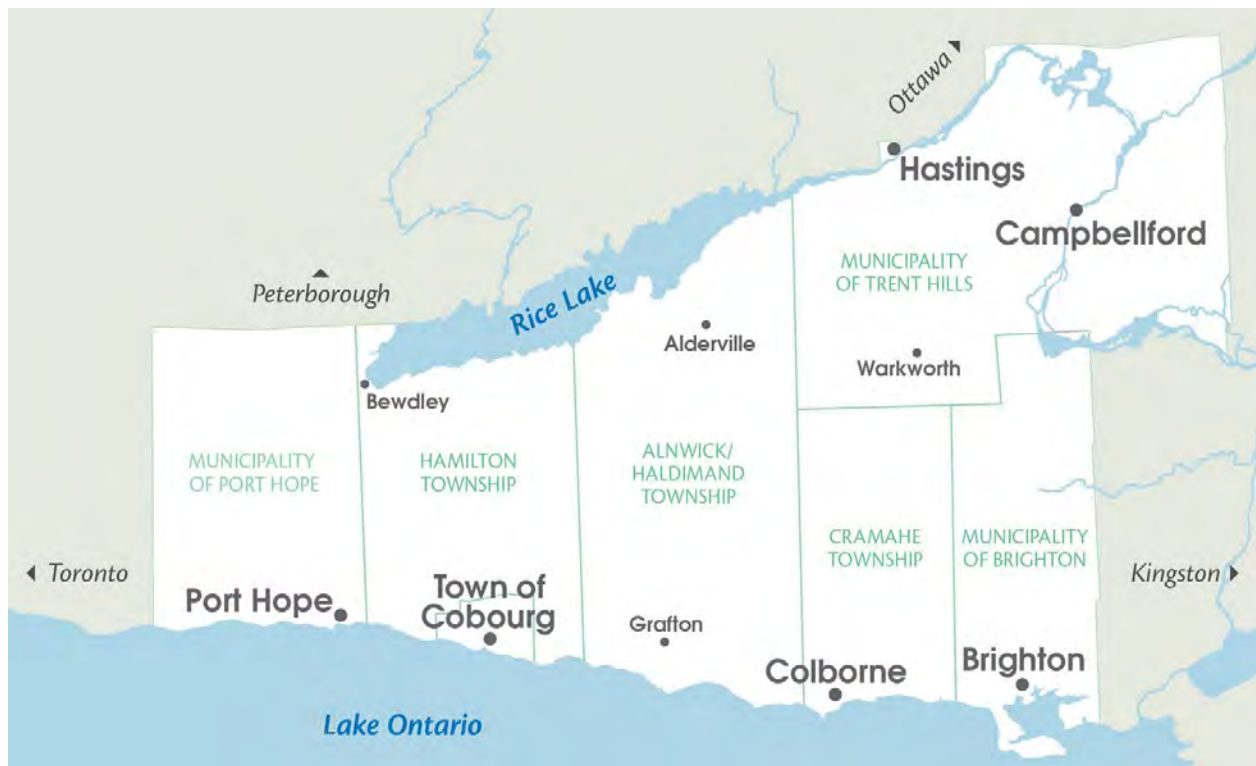 Ottawa
Hastings
Campbellford
MUNICIPALITY
OF TRENT HILLS
Peterborough
Rice Lake
Alderville
Warkworth
Bewdley
MUNICIPALITY
OF PORT HOPE
HAMILTON
TOWNSHIP
ALNWICK/
HALDIMAND
TOWNSHIP
CRAMAHE
TOWNSHIP
MUNICIPALITY
OF BRIGHTON
Toronto
Kingston
Port Hope
Town of
Cobourg
Grafton
Colborne
Brighton
Lake Ontario